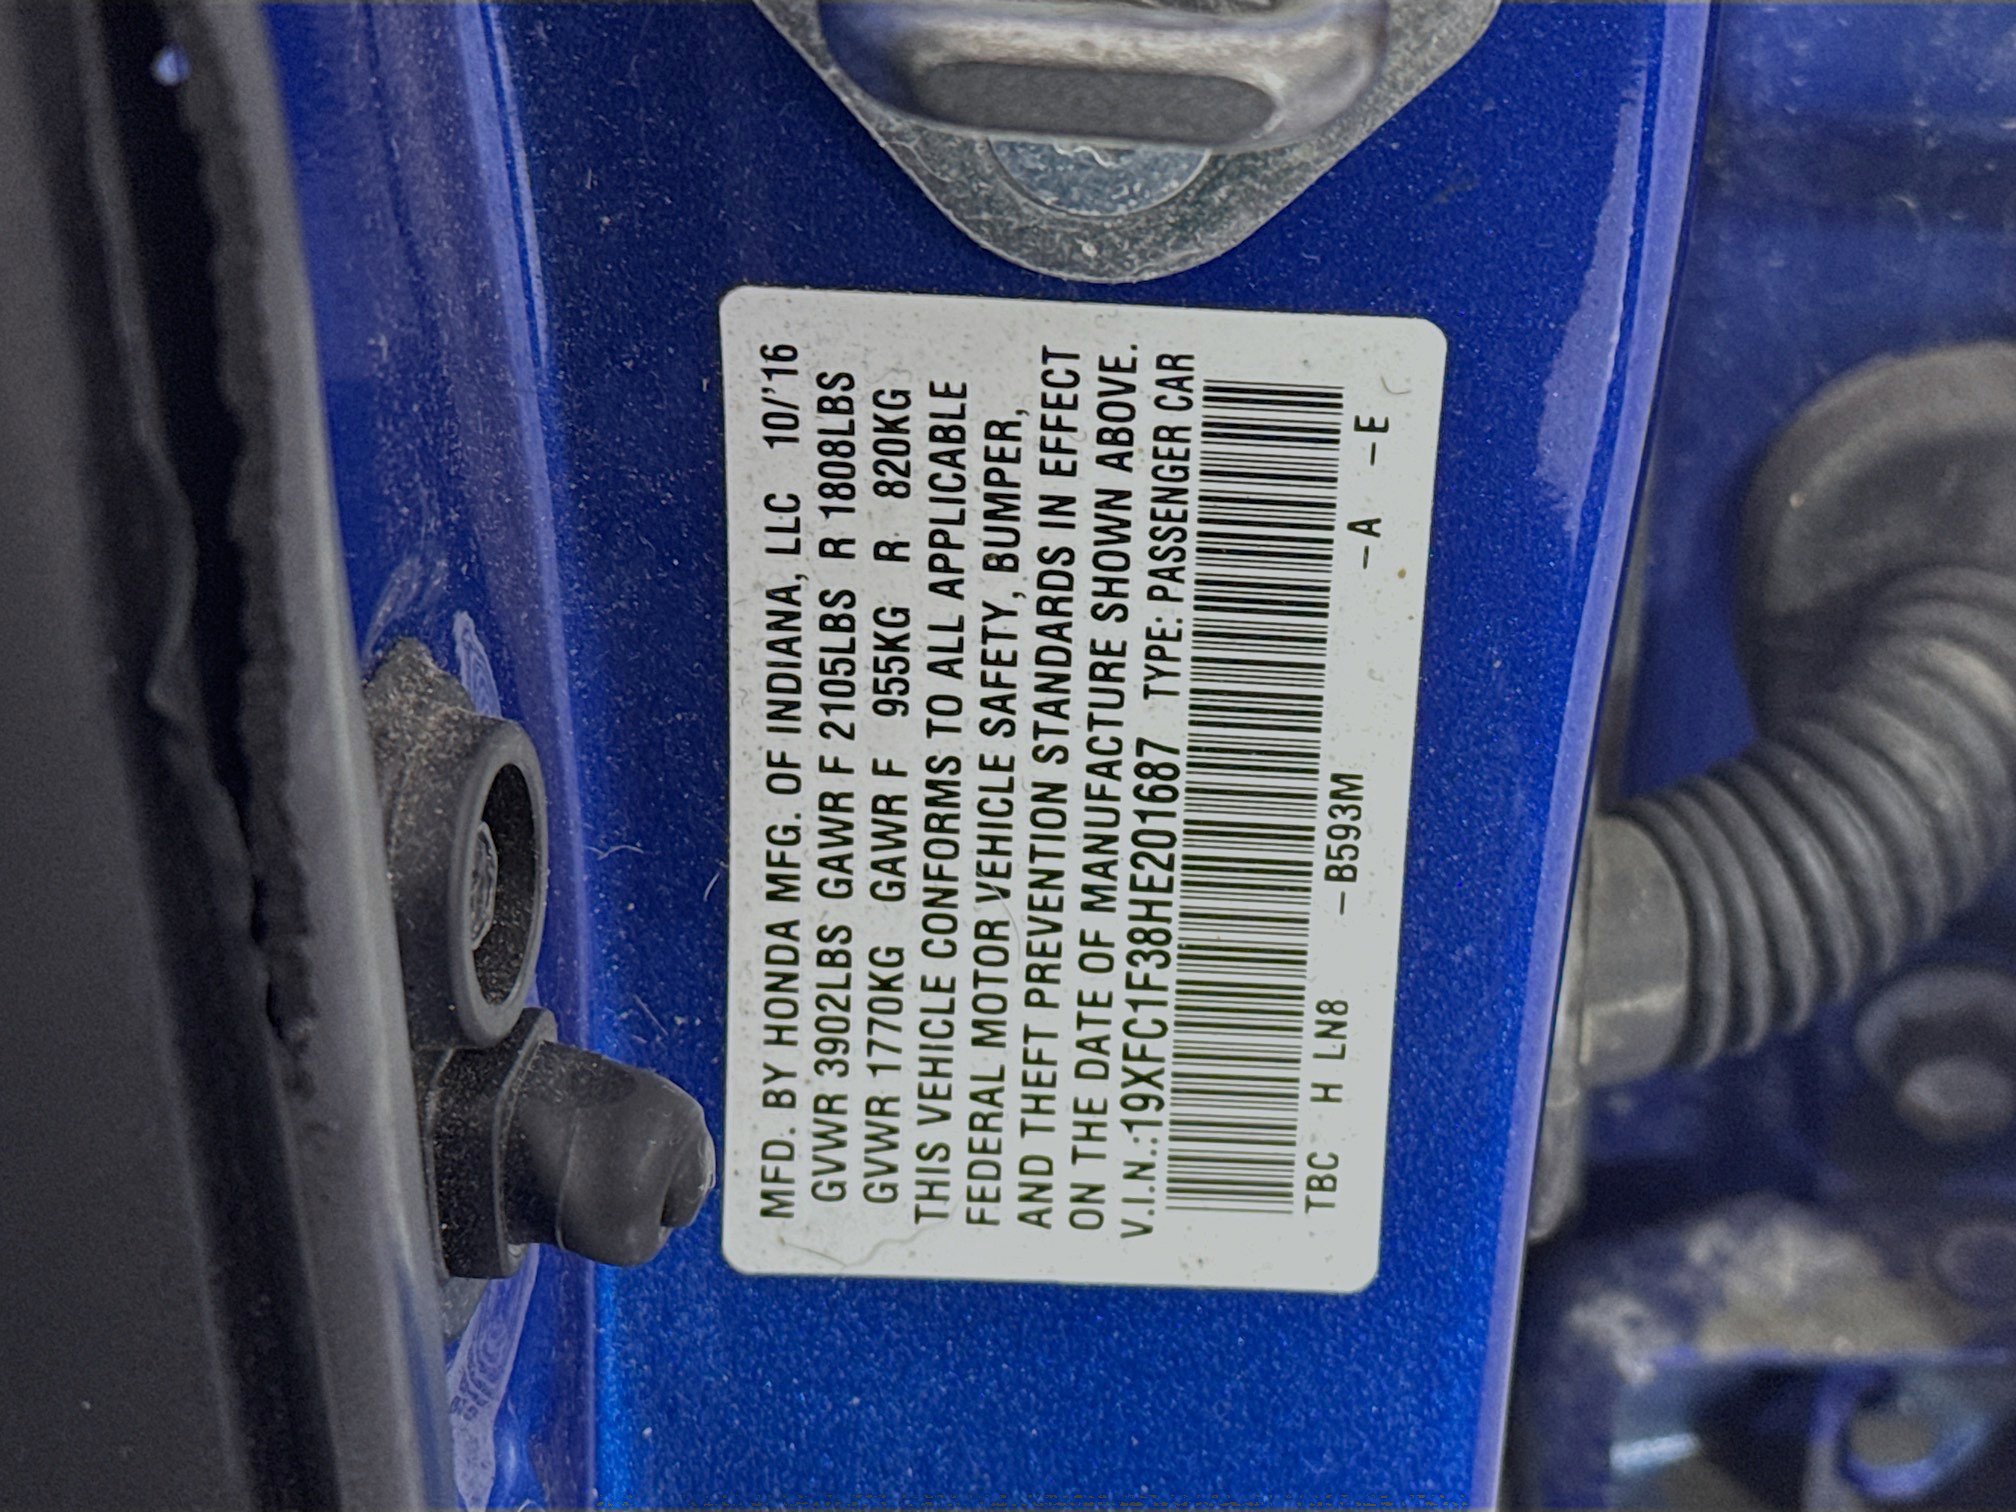 MFD. BY HONDA MFG. OF INDIANA, LLC 10/'16
GVWR 3902LBS GAWR F 2105LBS R 1808LBS
GVWR 1770KG GAWR F 955KG R 820KG
THIS VEHICLE CONFORMS TO ALL APPLICABLE
FEDERAL MOTOR VEHICLE SAFETY, BUMPER,
AND THEFT PREVENTION STANDARDS IN EFFECT
ON THE DATE OF MANUFACTURE SHOWN ABOVE.
V.I.N.:19XFC1F38HE201687 TYPE: PASSENGER CAR
TBC H LN8 –B593M –A –E